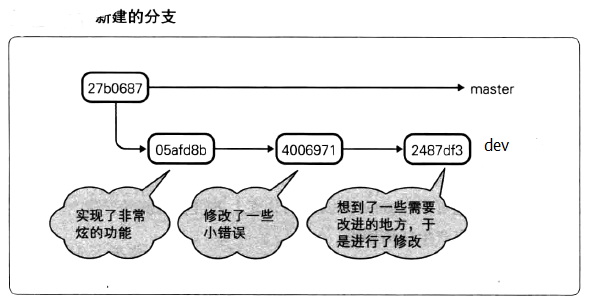 新建的分支
27b0687
master
05afd8b
4006971
2487df3
dev
实现了非常
炫的功能
修改了一些
小错误
想到了一些需要
改进的地方，于
是进行了修改